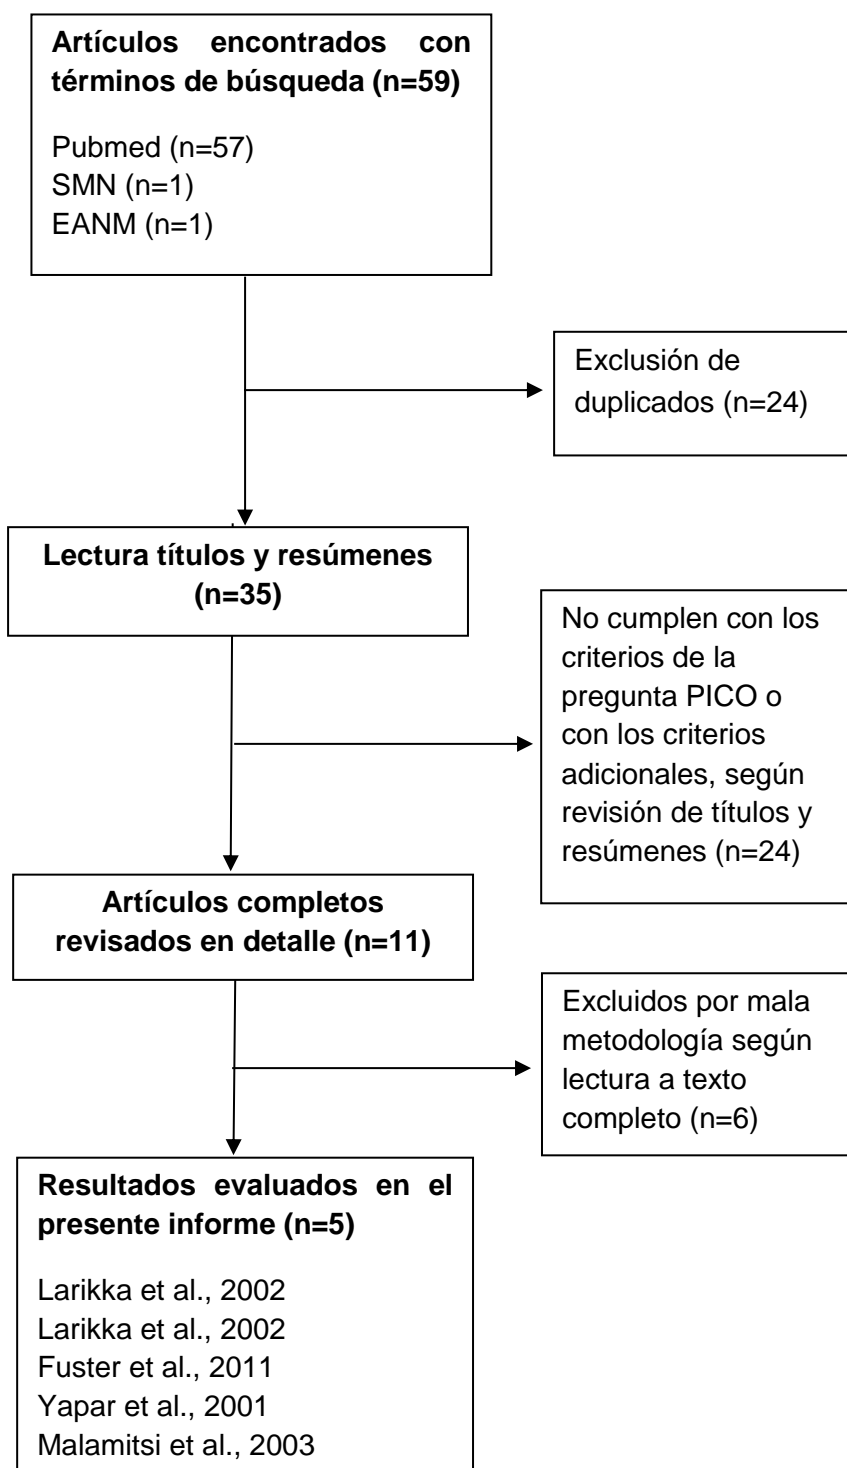 Artículos encontrados con
términos de búsqueda (n=59)
Pubmed (n=57)
SMN (n=1)
EANM (n=1)
Exclusión de
duplicados (n=24)
Lectura títulos y resúmenes
(n=35)
No cumplen con los
criterios de la
pregunta PICO o
con los criterios
adicionales, según
revisión de títulos y
resúmenes (n=24)
Artículos completos
revisados en detalle (n=11)
Excluidos por mala
metodología según
lectura a texto
completo (n=6)
Resultados evaluados en el
presente informe (n=5)
Larikka et al., 2002
Larikka et al., 2002
Fuster et al., 2011
Yapar et al., 2001
Malamitsi et al., 2003